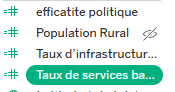 efficatite politique
Population Rural
Taux d'infrastructur...
Taux de services ba...